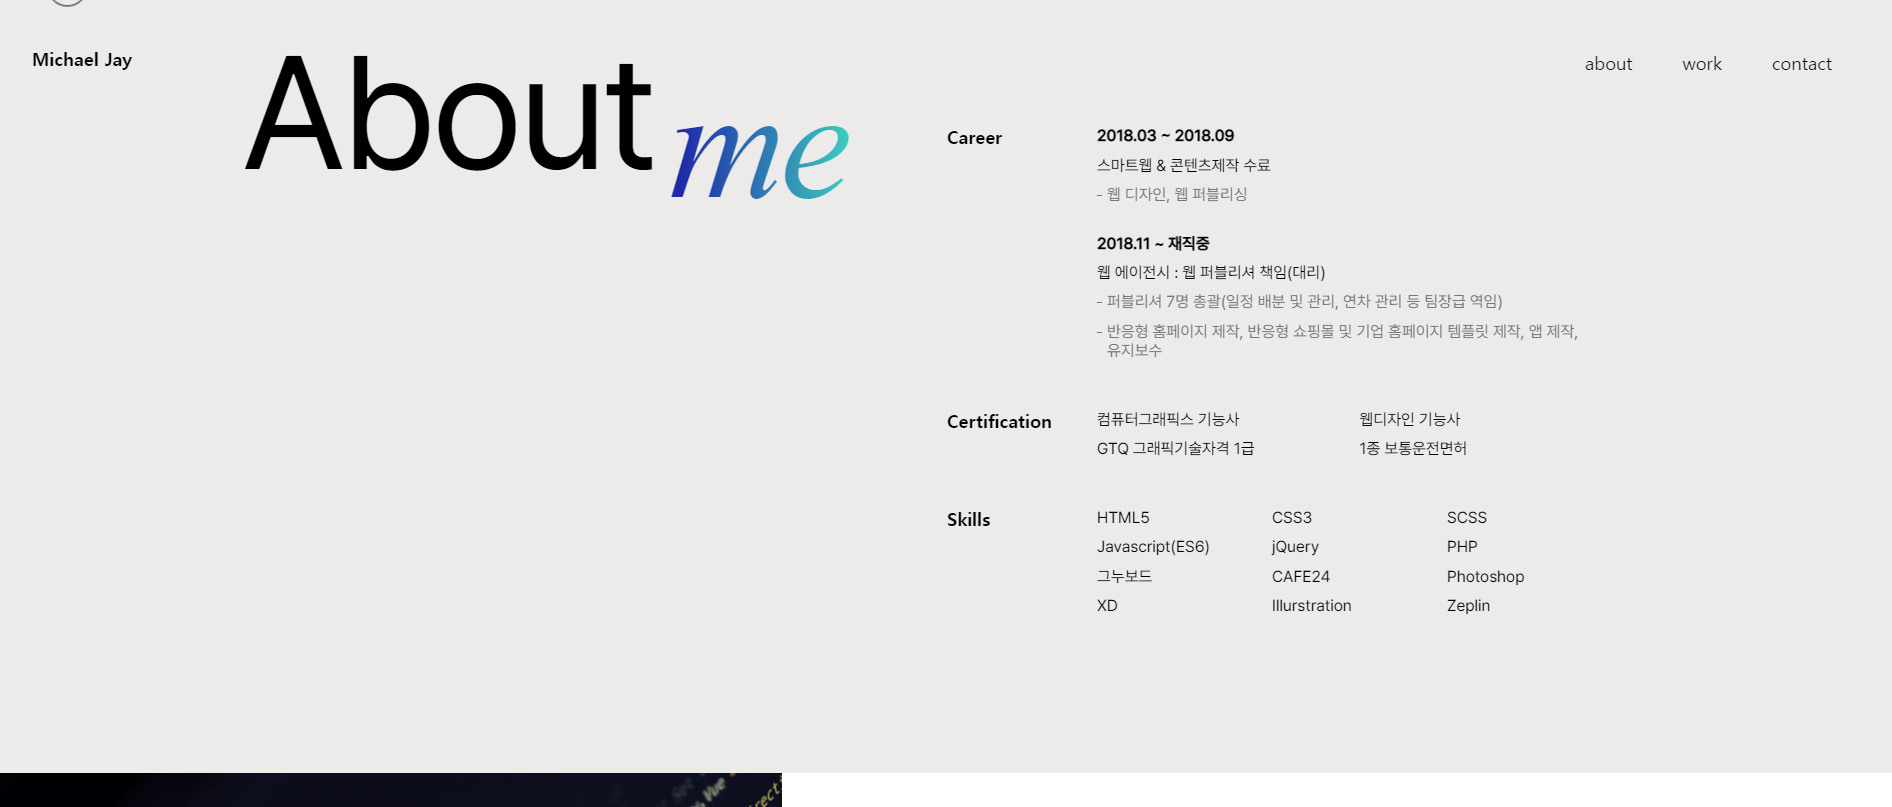 Michael Jay
about work contact
About me
Career
2018.03 ~ 2018.09
스마트웹 & 콘텐츠제작 수료
- 웹 디자인, 웹 퍼블리싱
2018.11 ~ 재직중
웹 에이전시 : 웹 퍼블리셔 책임(대리)
- 퍼블리셔 7명 총괄(일정 배분 및 관리, 연차 관리 등 팀장급 역임)
- 반응형 홈페이지 제작, 반응형 쇼핑몰 및 기업 홈페이지 템플릿 제작, 앱 제작,
유지보수
Certification
컴퓨터그래픽스 기능사 웹디자인 기능사
GTQ 그래픽기술자격 1급 1종 보통운전면허
Skills
HTML5 CSS3 SCSS
Javascript(ES6) jQuery PHP
그누보드 CAFE24 Photoshop
XD Illurstration Zeplin
Vue